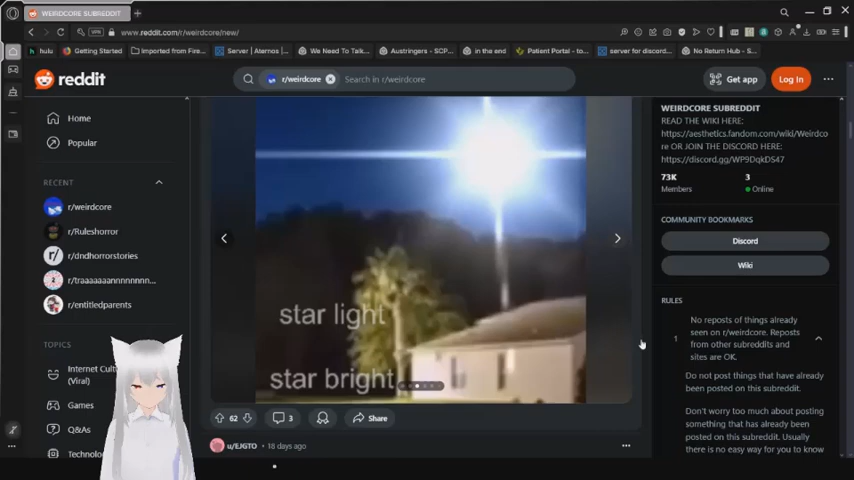 WEIRDCORE SUBREDDIT
www.reddit.com/r/weirdcore/new/
hulu
Getting Started
Imported from Fire...
Server | Aternos |
We Need To Talk...
Austringers - SCP...
in the end
Patient Portal - to...
server for discord...
No Return Hub - S...
reddit
r/weirdcore
Search in r/weirdcore
Get app
Log In
Home
Popular
RECENT
r/weirdcore
r/Ruleshorror
r/dndhorrorstories
r/traaaaaaannnnnnnn...
r/entitledparents
TOPICS
Internet Cult
(Viral)
Games
Q&As
Technolo
star light
star bright
62
3
Share
u/EJGTO
18 days ago
WEIRDCORE SUBREDDIT
READ THE WIKI HERE:
https://aesthetics.fandom.com/wiki/Weirdco
re OR JOIN THE DISCORD HERE:
https://discord.gg/WP9DqkDS47
73K
3
Members
Online
COMMUNITY BOOKMARKS
Discord
Wiki
RULES
1
No reposts of things already
seen on r/weirdcore. Reposts
from other subreddits and
sites are OK.
Do not post things that have already
been posted on this subreddit.
Don't worry too much about posting
something that has already been
posted on this subreddit. Usually
there is no easy way for you to know